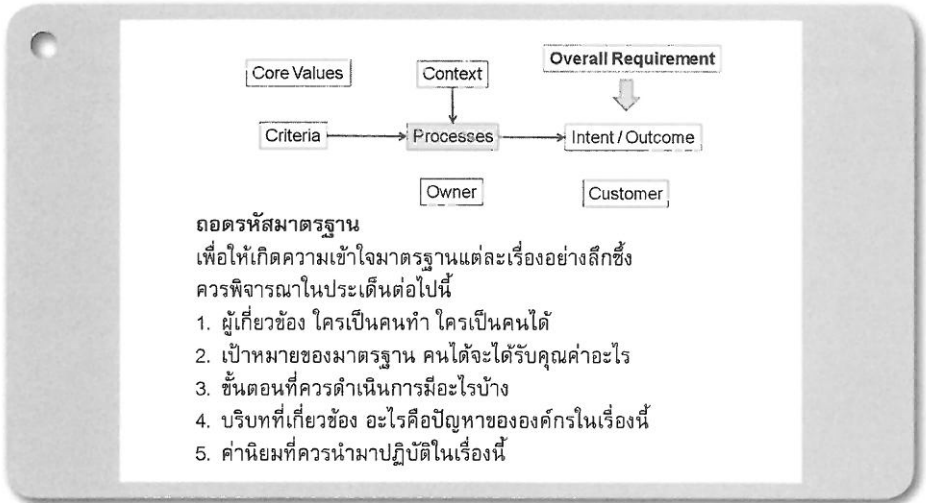 Overall Requirement
Core Values
Context
Criteria
Processes
Intent / Outcome
Owner
Customer
ถอดรหัสมาตรฐาน
เพื่อให้เกิดความเข้าใจมาตรฐานแต่ละเรื่องอย่างลึกซึ้ง
ควรพิจารณาในประเด็นต่อไปนี้
1. ผู้เกี่ยวข้อง ใครเป็นคนทำ ใครเป็นคนได้
2. เป้าหมายของมาตรฐาน คนได้จะได้รับคุณค่าอะไร
3. ขั้นตอนที่ควรดำเนินการมีอะไรบ้าง
4. บริบทที่เกี่ยวข้อง อะไรคือปัญหาขององค์กรในเรื่องนี้
5. ค่านิยมที่ควรนำมาปฏิบัติในเรื่องนี้